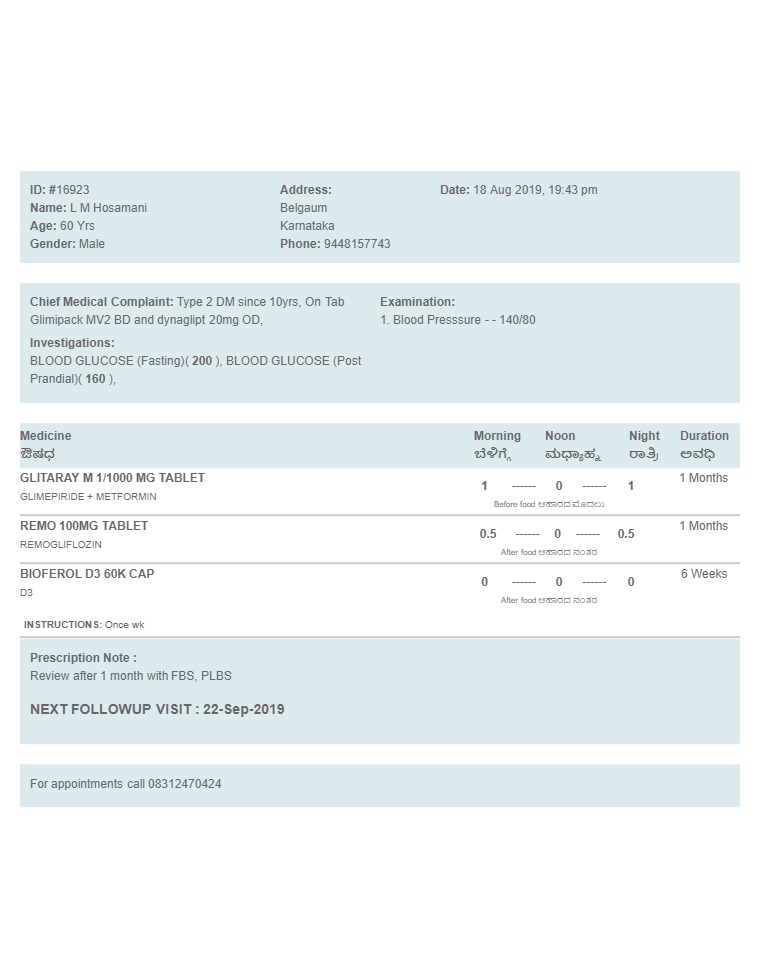 ID: #16923 Address: Date: 18 Aug 2019, 19:43 pm
Name: L M Hosamani Belgaum
Age: 60 Yrs Karnataka
Gender: Male Phone: 9448157743
Chief Medical Complaint: Type 2 DM since 10yrs, On Tab
Glimipack MV2 BD and dynaglipt 20mg OD,
Investigations:
BLOOD GLUCOSE (Fasting)( 200 ), BLOOD GLUCOSE (Post
Prandial)( 160 ),
Examination:
1. Blood Presssure - - 140/80
Medicine Morning Noon Night Duration
ಔಷಧ ಬೆಳಿಗ್ಗೆ ಮಧ್ಯಾಹ್ನ ರಾತ್ರಿ ಅವಧಿ
GLITARAY M 1/1000 MG TABLET 1 ------ 0 ------ 1 1 Months
GLIMEPIRIDE + METFORMIN
Before food ಆಹಾರದ ಮೊದಲು
REMO 100MG TABLET 0.5 ------ 0 ------ 0.5 1 Months
REMOGLIFLOZIN
After food ಆಹಾರದ ನಂತರ
BIOFEROL D3 60K CAP 0 ------ 0 ------ 0 6 Weeks
D3
After food ಆಹಾರದ ನಂತರ
INSTRUCTIONS: Once wk
Prescription Note :
Review after 1 month with FBS, PLBS
NEXT FOLLOWUP VISIT : 22-Sep-2019
For appointments call 08312470424